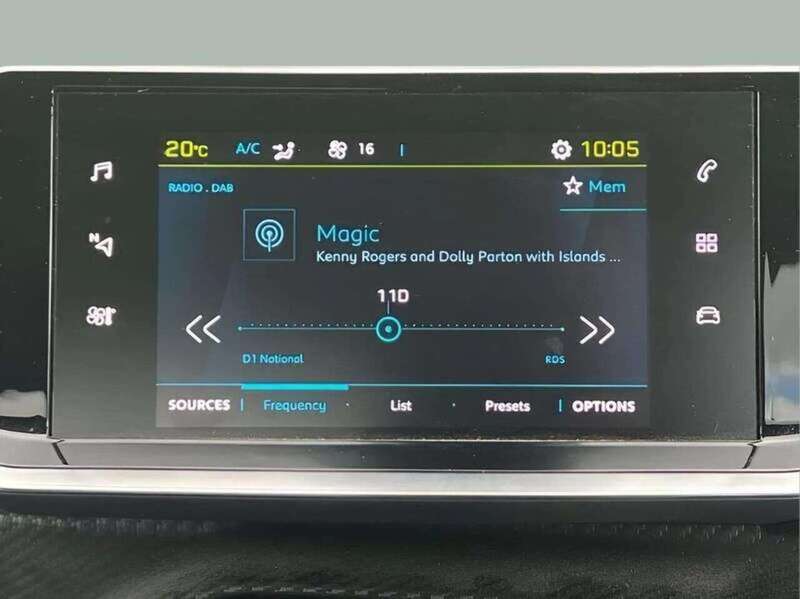 20°C A/C 16 10:05
RADIO . DAB
Mem
N
Magic
Kenny Rogers and Dolly Parton with Islands ...
11D
D1 National RDS
SOURCES Frequency List Presets OPTIONS